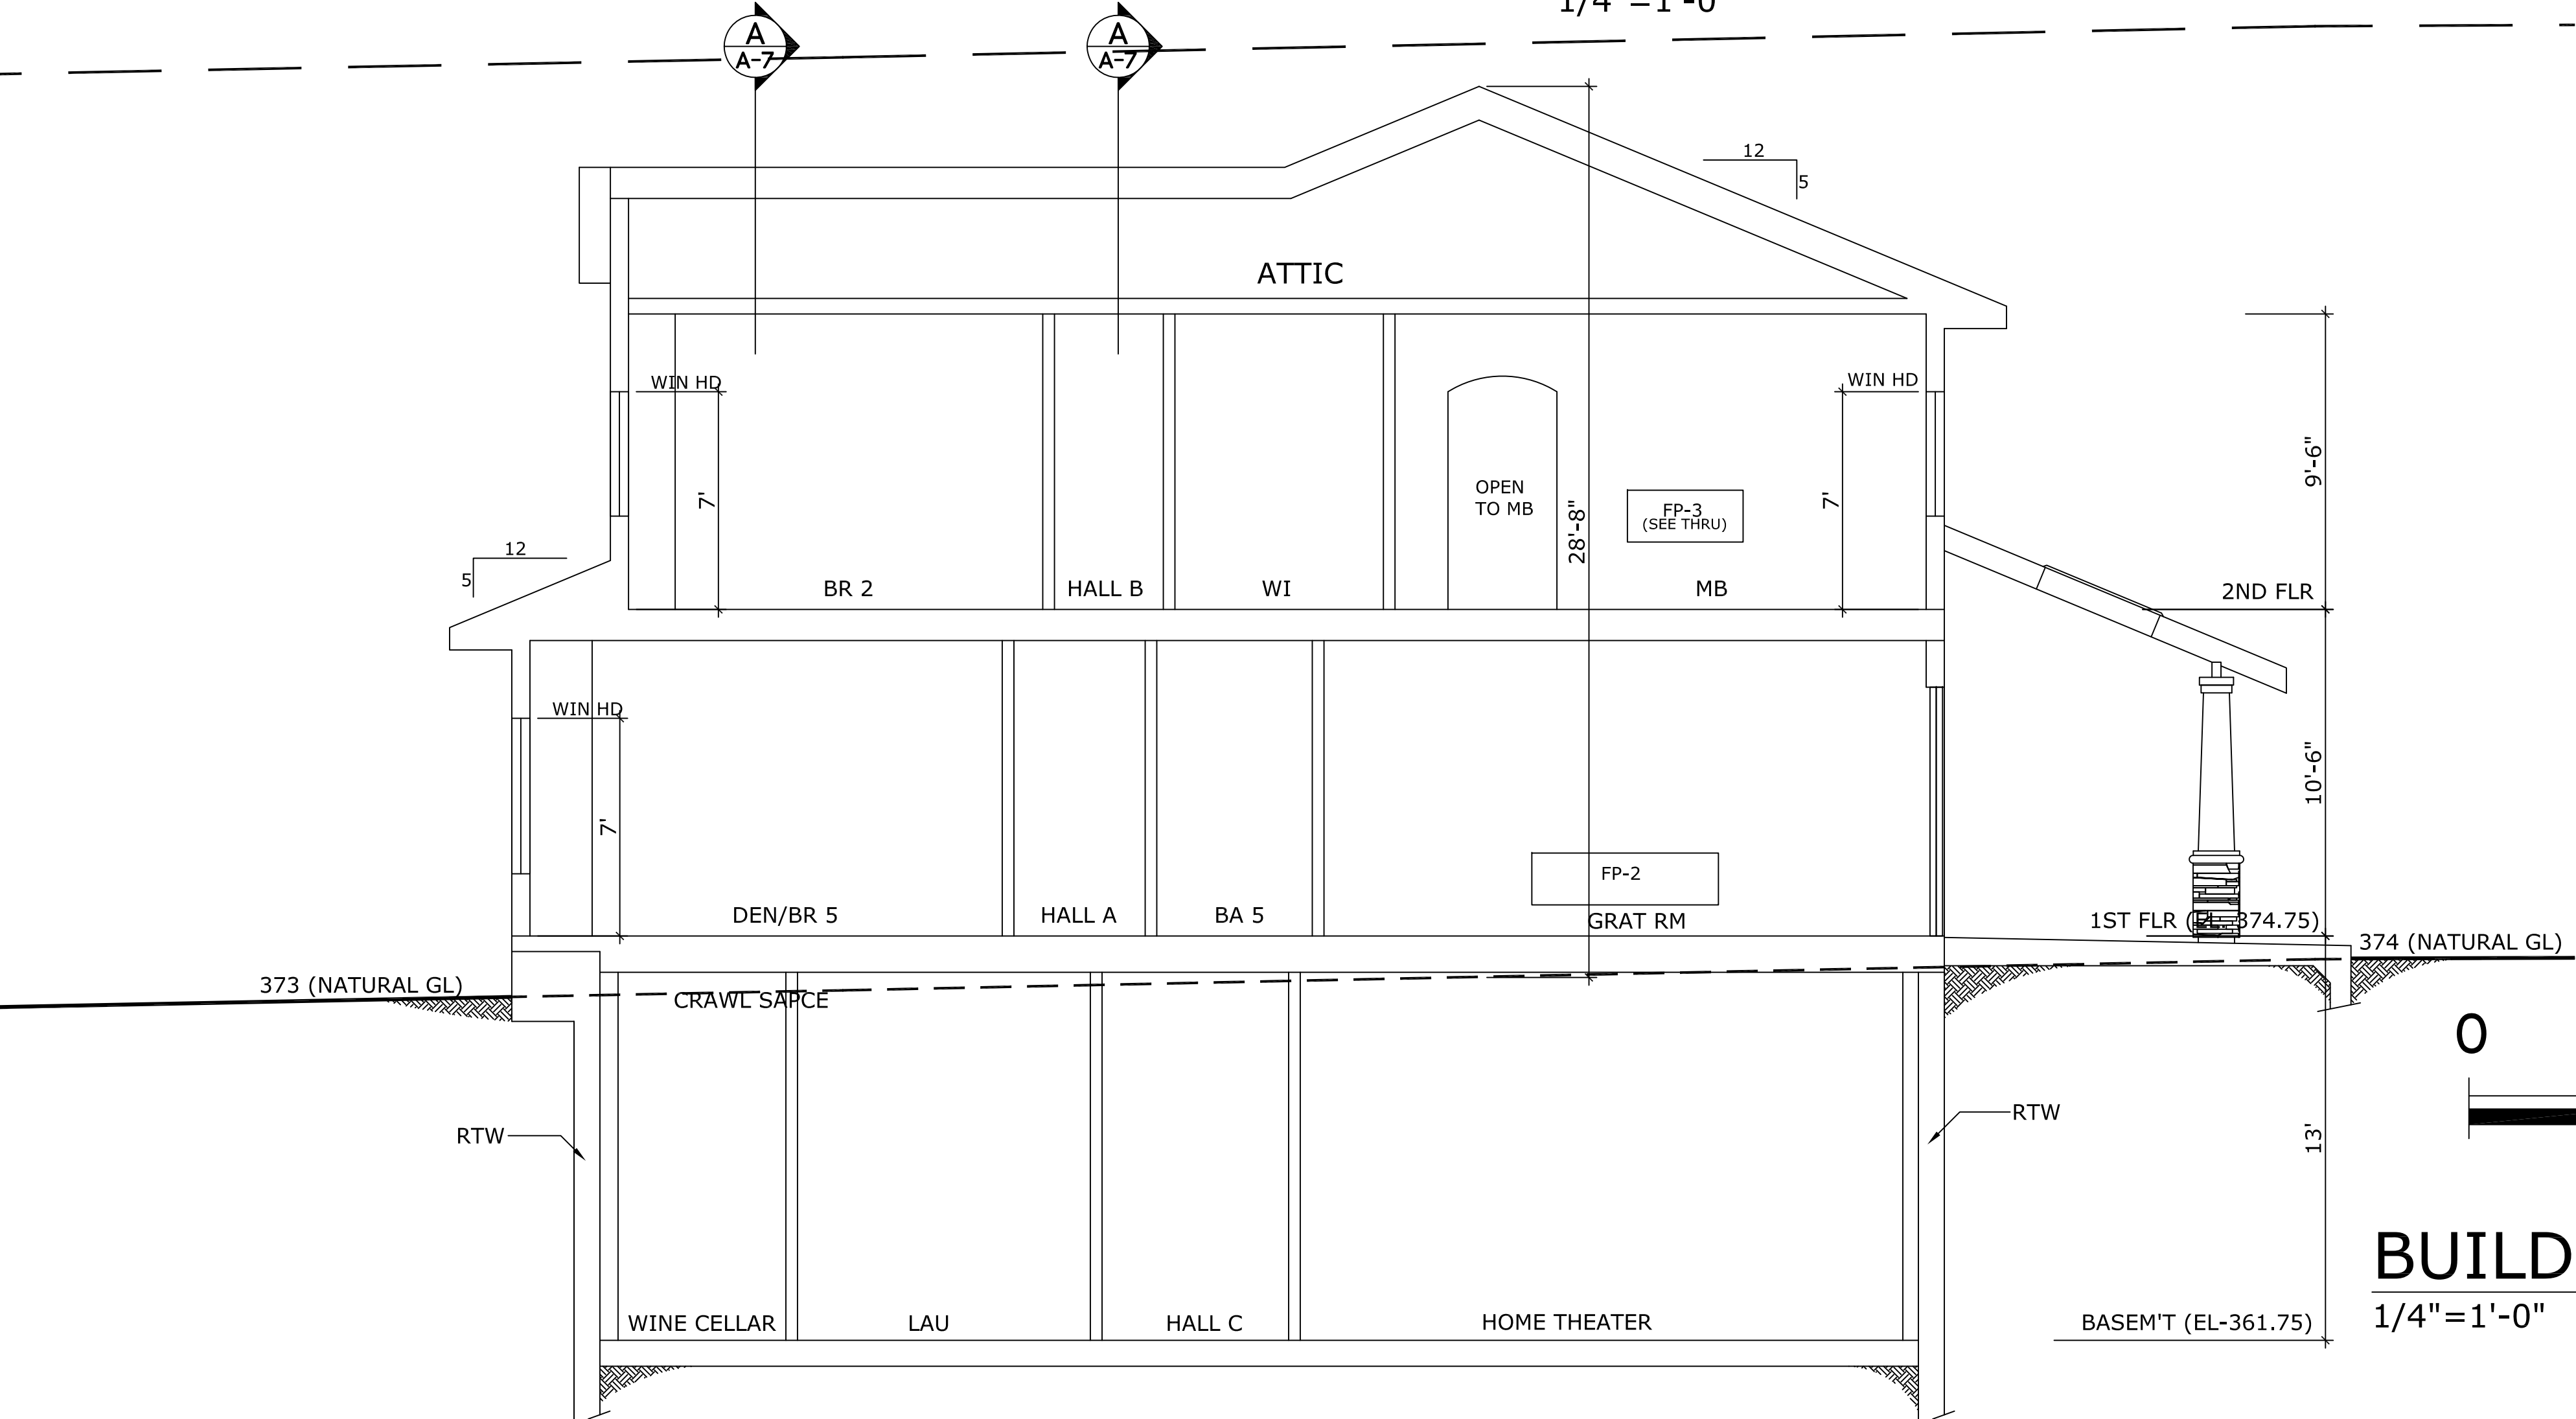 1/4"=1'-0"
A
A-7
A
A-7
12
5
ATTIC
WIN HD
WIN HD
7'
7'
OPEN
TO MB
FP-3
(SEE THRU)
28'-8"
9'-6"
12
5
BR 2
HALL B
WI
MB
2ND FLR
WIN HD
7'
10'-6"
FP-2
DEN/BR 5
HALL A
BA 5
GRAT RM
1ST FLR (EL- 374.75)
374 (NATURAL GL)
373 (NATURAL GL)
CRAWL SAPCE
0
RTW
RTW
13'
WINE CELLAR
LAU
HALL C
HOME THEATER
BASEM'T (EL-361.75)
BUILD
1/4"=1'-0"